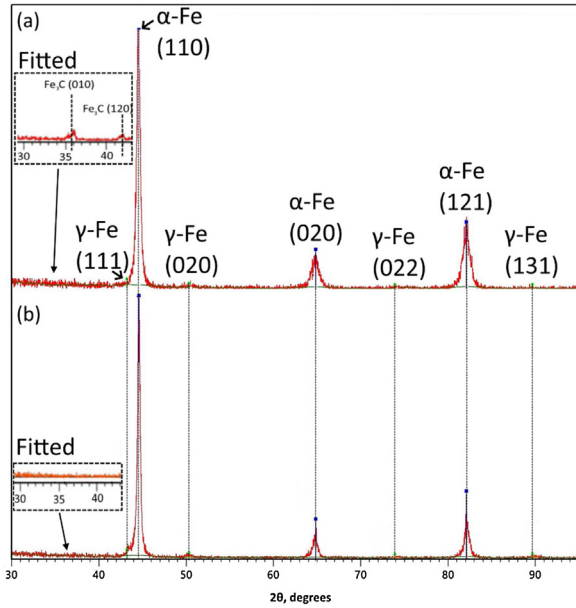 (a)
α-Fe
(110)
Fitted
Fe₃C (010)
Fe₃C (120)
30 35 40
α-Fe
(121)
α-Fe
(020)
γ-Fe
(111)
γ-Fe
(020)
γ-Fe
(022)
γ-Fe
(131)
(b)
Fitted
30 35 40
30 40 50 60 70 80 90
2θ, degrees